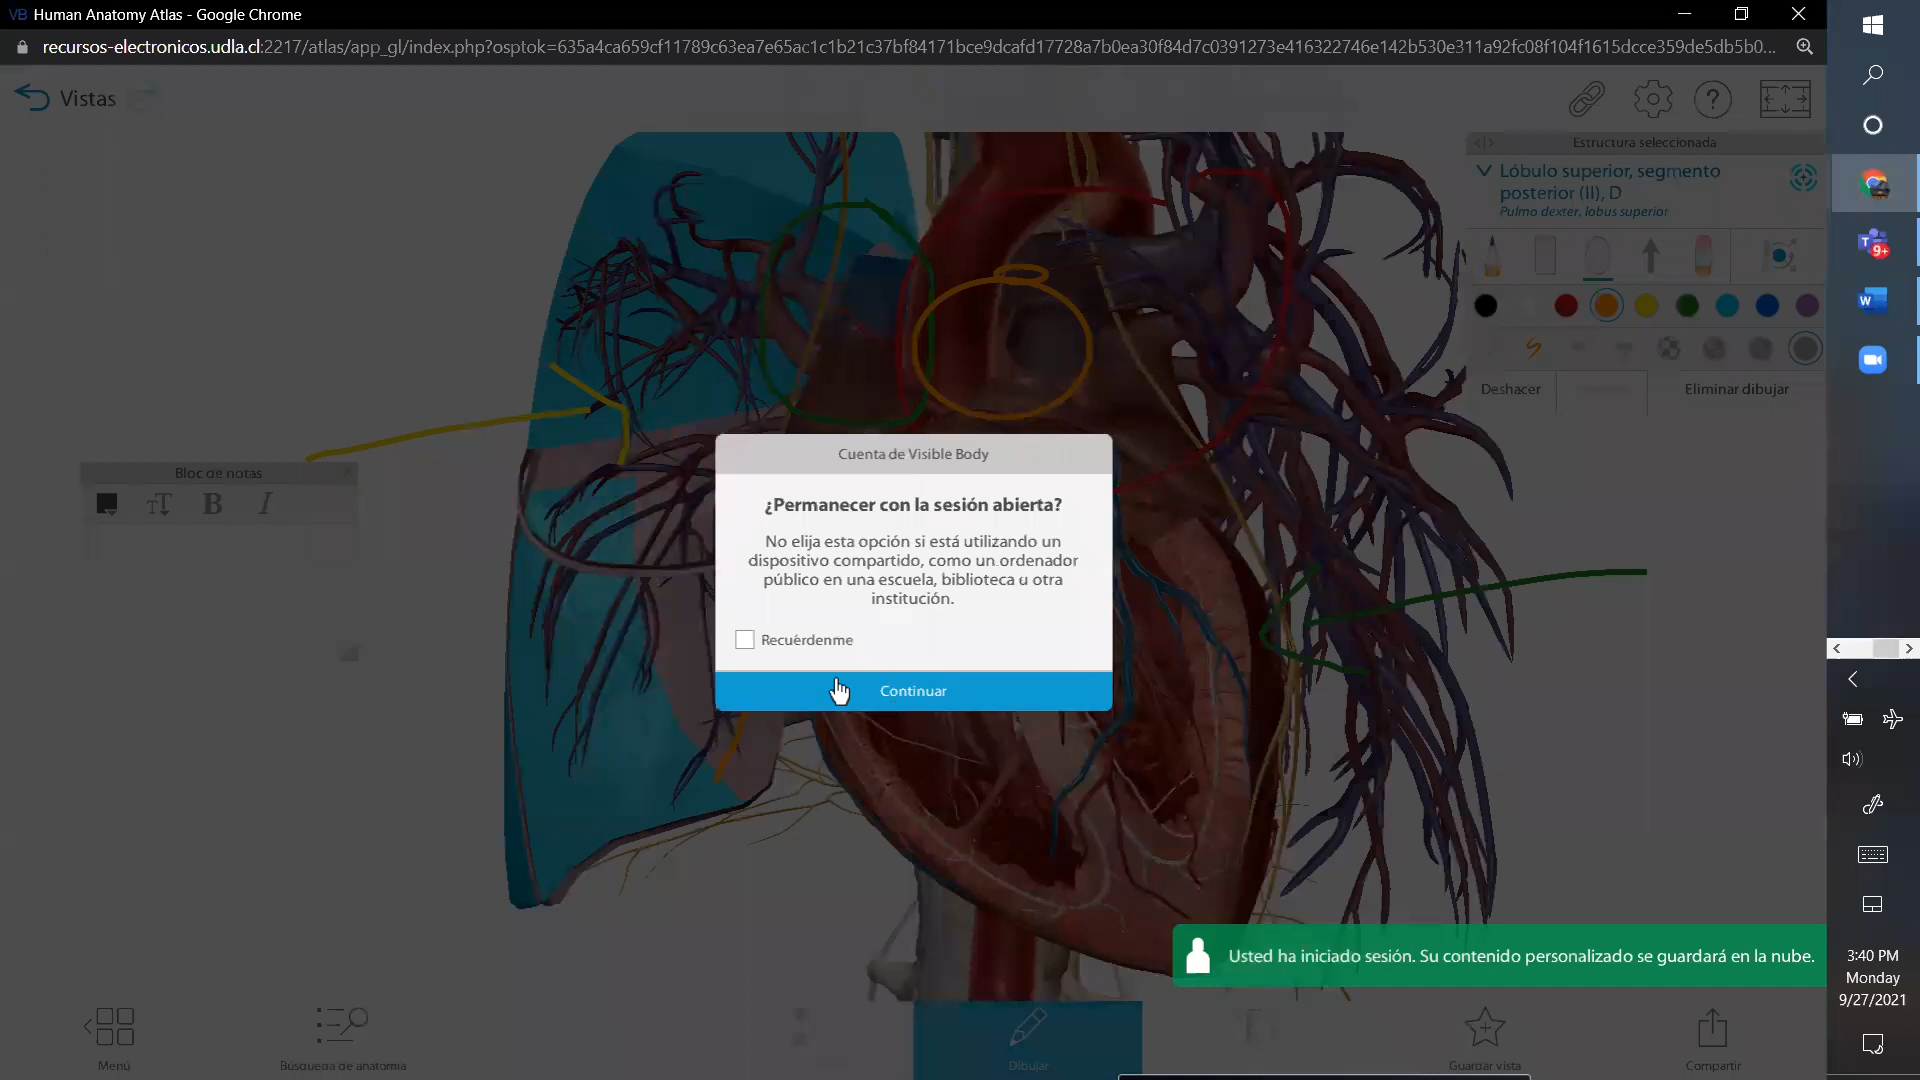 VB Human Anatomy Atlas - Google Chrome
recursos-electronicos.udla.cl:2217/atlas/app_gl/index.php?osptok=635a4ca659cf11789c63ea7e65ac1c1b21c37bf84171bce9dcafd17728a7b0ea30f84d7c0391273e416322746e142b530e311a92fc08f104f1615dcce359de5db5b0...
Vistas
Estructura seleccionada
Lóbulo superior, segmento
posterior (II), D
Pulmo dexter, lobus superior
9+
W
Deshacer
Eliminar dibujar
Bloc de notas
TT B I
Cuenta de Visible Body
¿Permanecer con la sesión abierta?
No elija esta opción si está utilizando un
dispositivo compartido, como un ordenador
público en una escuela, biblioteca u otra
institución.
Recuérdenme
Continuar
Usted ha iniciado sesión. Su contenido personalizado se guardará en la nube.
3:40 PM
Monday
9/27/2021
Menú
Búsqueda de anatomía
Dibujar
Guardar vista
Compartir